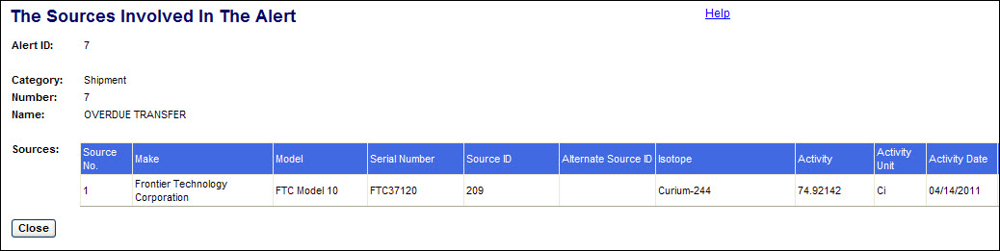 The Sources Involved In The Alert
Help
Alert ID: 7
Category: Shipment
Number: 7
Name: OVERDUE TRANSFER
Sources:
Source No. Make Model Serial Number Source ID Alternate Source ID Isotope Activity Activity Unit Activity Date
1 Frontier Technology Corporation FTC Model 10 FTC37120 209 Curium-244 74.92142 Ci 04/14/2011
Close